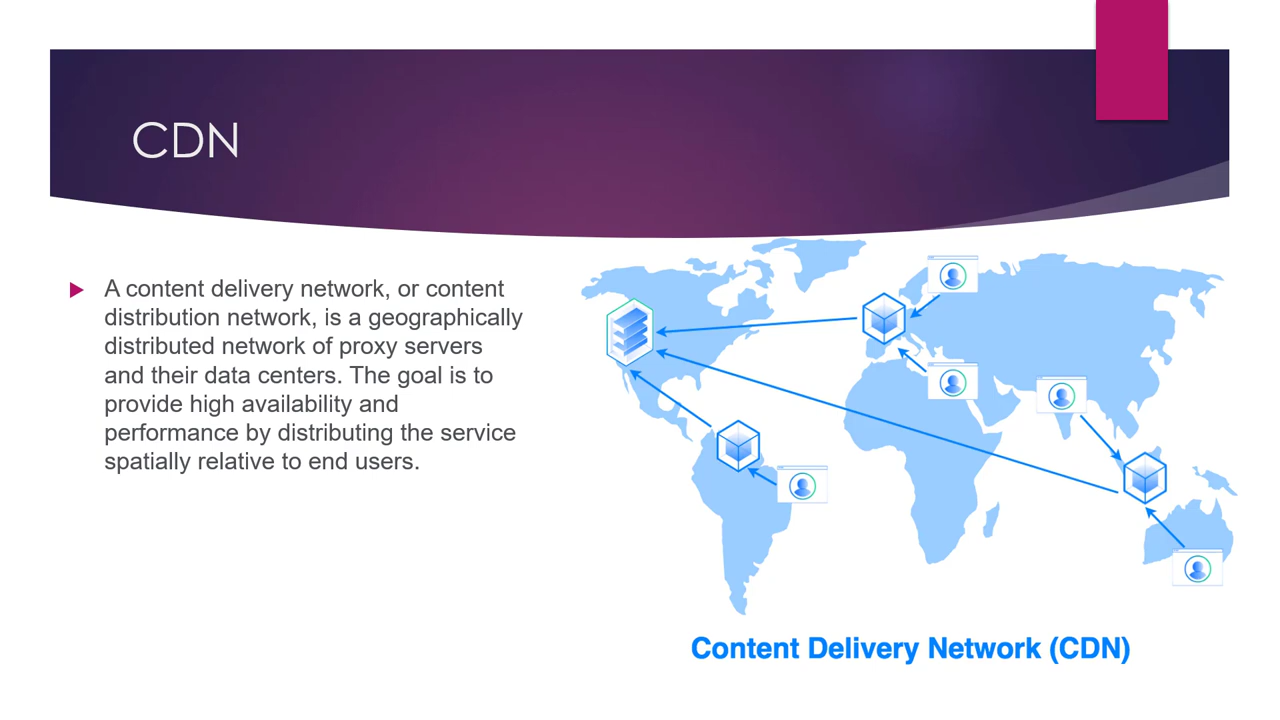 CDN
A content delivery network, or content
distribution network, is a geographically
distributed network of proxy servers
and their data centers. The goal is to
provide high availability and
performance by distributing the service
spatially relative to end users.
Content Delivery Network (CDN)